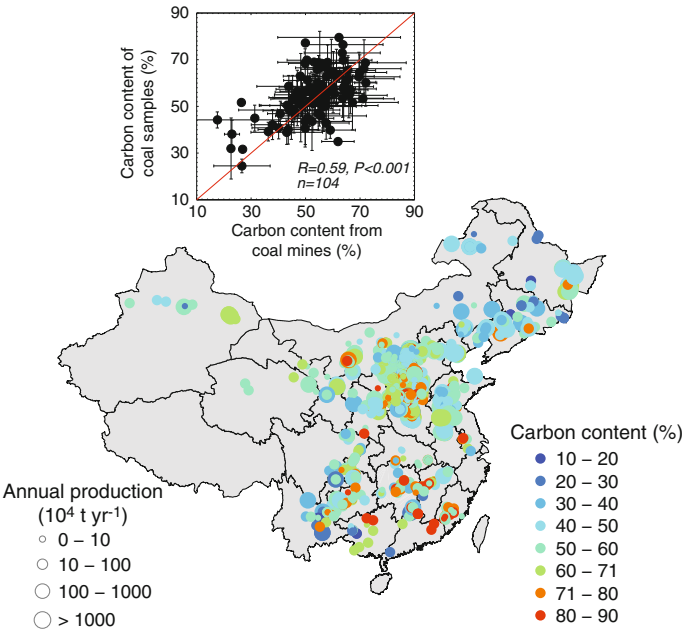 90
70
50
30
10
Carbon content of
coal samples (%)
R=0.59, P<0.001
n=104
10 30 50 70 90
Carbon content from
coal mines (%)
Annual production
(10⁴ t yr⁻¹)
0 – 10
10 – 100
100 – 1000
> 1000
Carbon content (%)
10 – 20
20 – 30
30 – 40
40 – 50
50 – 60
60 – 71
71 – 80
80 – 90